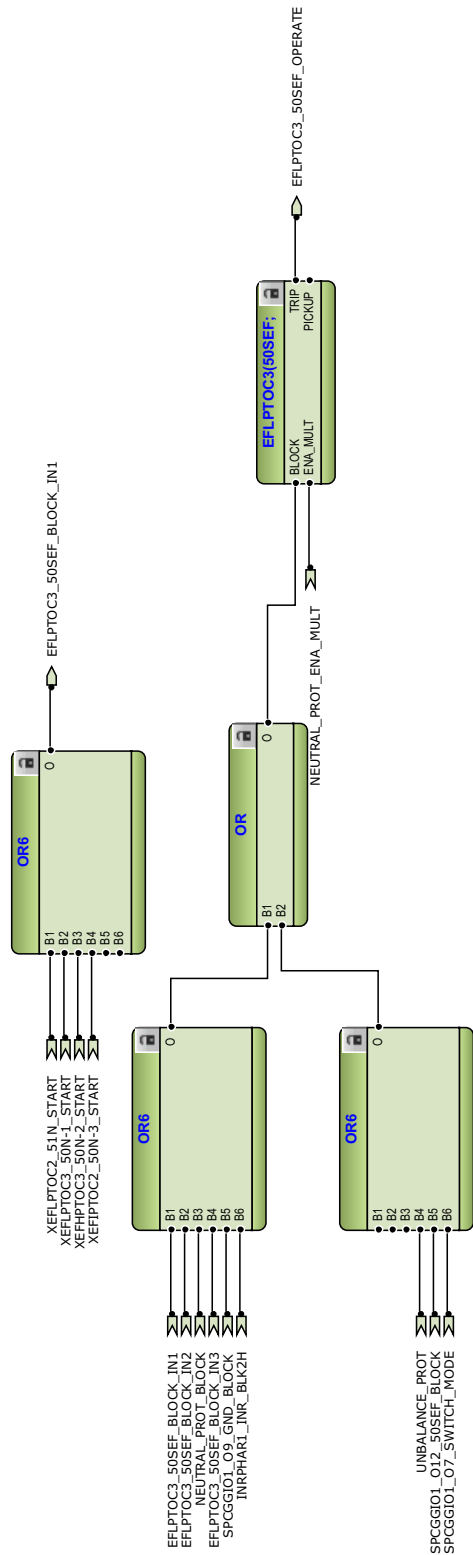 XEFLPTOC2_51N_START
XEFLPTOC3_50N-1_START
XEFHPTOC3_50N-2_START
XEFIPTOC2_50N-3_START
OR6
B1
B2
B3
B4
B5
B6
O
EFLPTOC3_50SEF_BLOCK_IN1
EFLPTOC3_50SEF_BLOCK_IN1
EFLPTOC3_50SEF_BLOCK_IN2
NEUTRAL_PROT_BLOCK
EFLPTOC3_50SEF_BLOCK_IN3
SPCGGIO1_O9_GND_BLOCK
INRPHAR1_INR_BLK2H
OR6
B1
B2
B3
B4
B5
B6
O
OR
B1
B2
O
NEUTRAL_PROT_ENA_MULT
EFLPTOC3(50SEF;
BLOCK
ENA_MULT
TRIP
PICKUP
EFLPTOC3_50SEF_OPERATE
UNBALANCE_PROT
SPCGGIO1_O12_50SEF_BLOCK
SPCGGIO1_O7_SWITCH_MODE
OR6
B1
B2
B3
B4
B5
B6
O